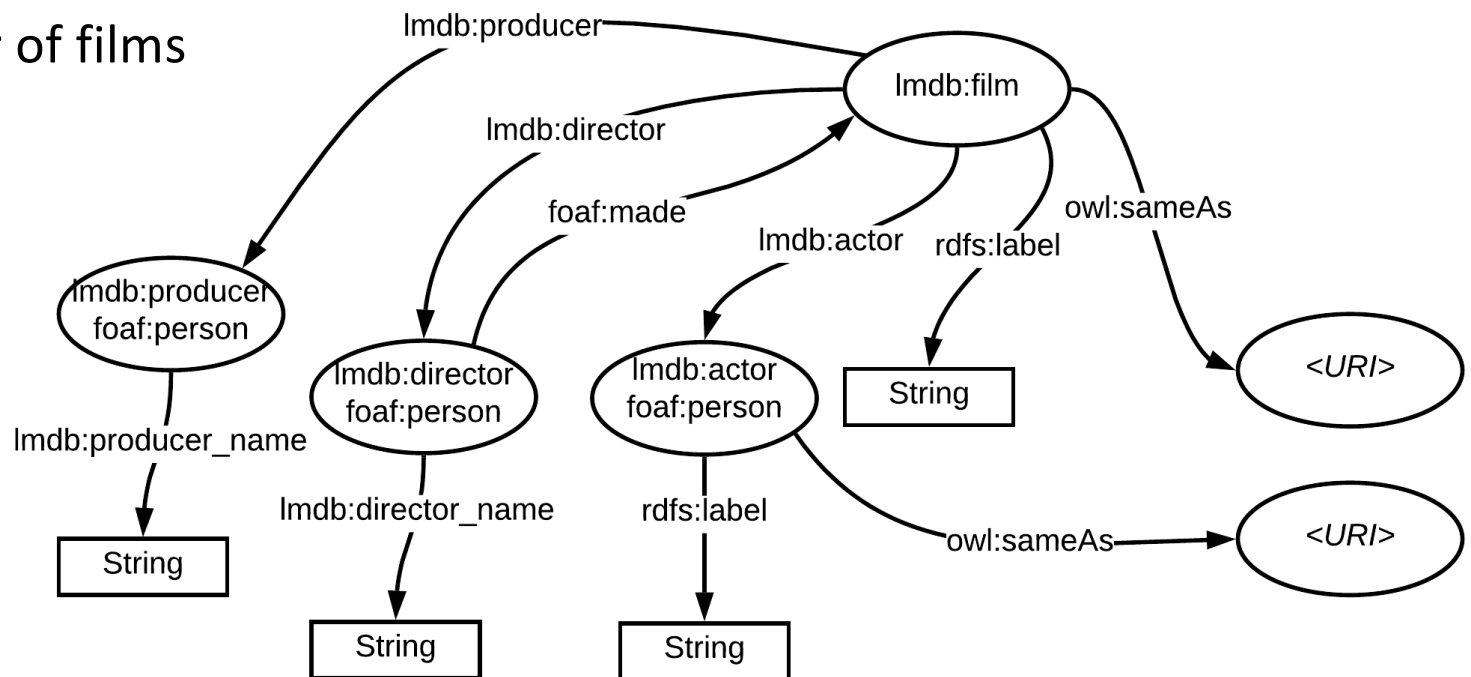 of films
lmdb:producer
lmdb:film
lmdb:director
foaf:made
owl:sameAs
lmdb:actor
rdfs:label
lmdb:producer
foaf:person
lmdb:director
foaf:person
lmdb:actor
foaf:person
String
<URI>
lmdb:producer_name
lmdb:director_name
rdfs:label
owl:sameAs
<URI>
String
String
String